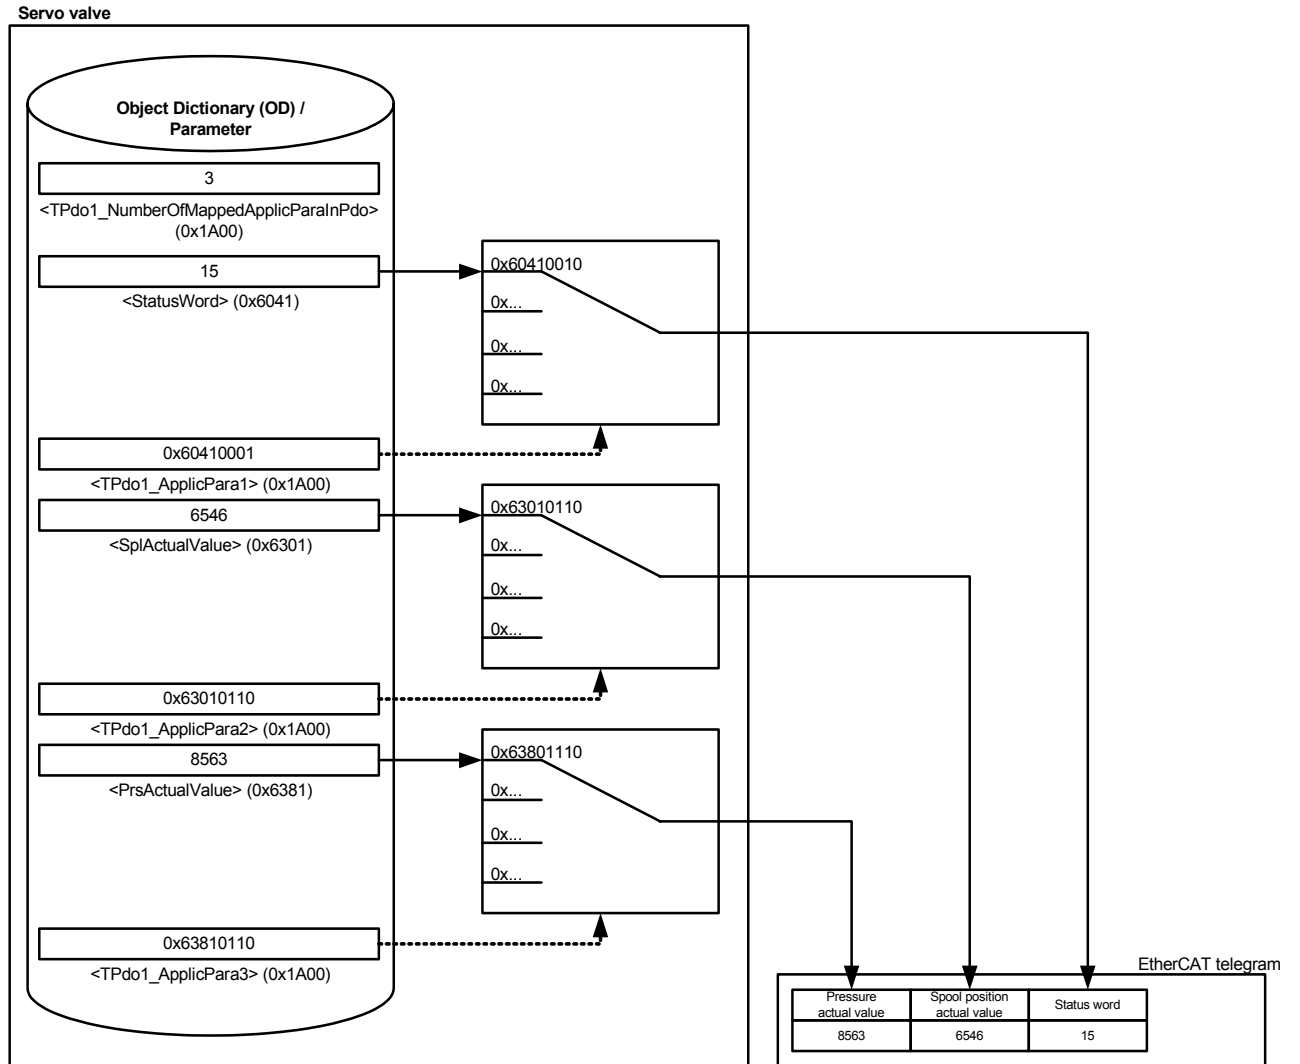 Servo valve
Object Dictionary (OD) /
Parameter
3
<TPdo1_NumberOfMappedApplicParaInPdo>
(0x1A00)
15
<StatusWord> (0x6041)
0x60410010
0x...
0x...
0x...
0x60410001
<TPdo1_ApplicPara1> (0x1A00)
6546
<SplActualValue> (0x6301)
0x63010110
0x...
0x...
0x...
0x63010110
<TPdo1_ApplicPara2> (0x1A00)
8563
<PrsActualValue> (0x6381)
0x63801110
0x...
0x...
0x...
0x63810110
<TPdo1_ApplicPara3> (0x1A00)
EtherCAT telegram
Pressure
actual value
Spool position
actual value
Status word
8563
6546
15